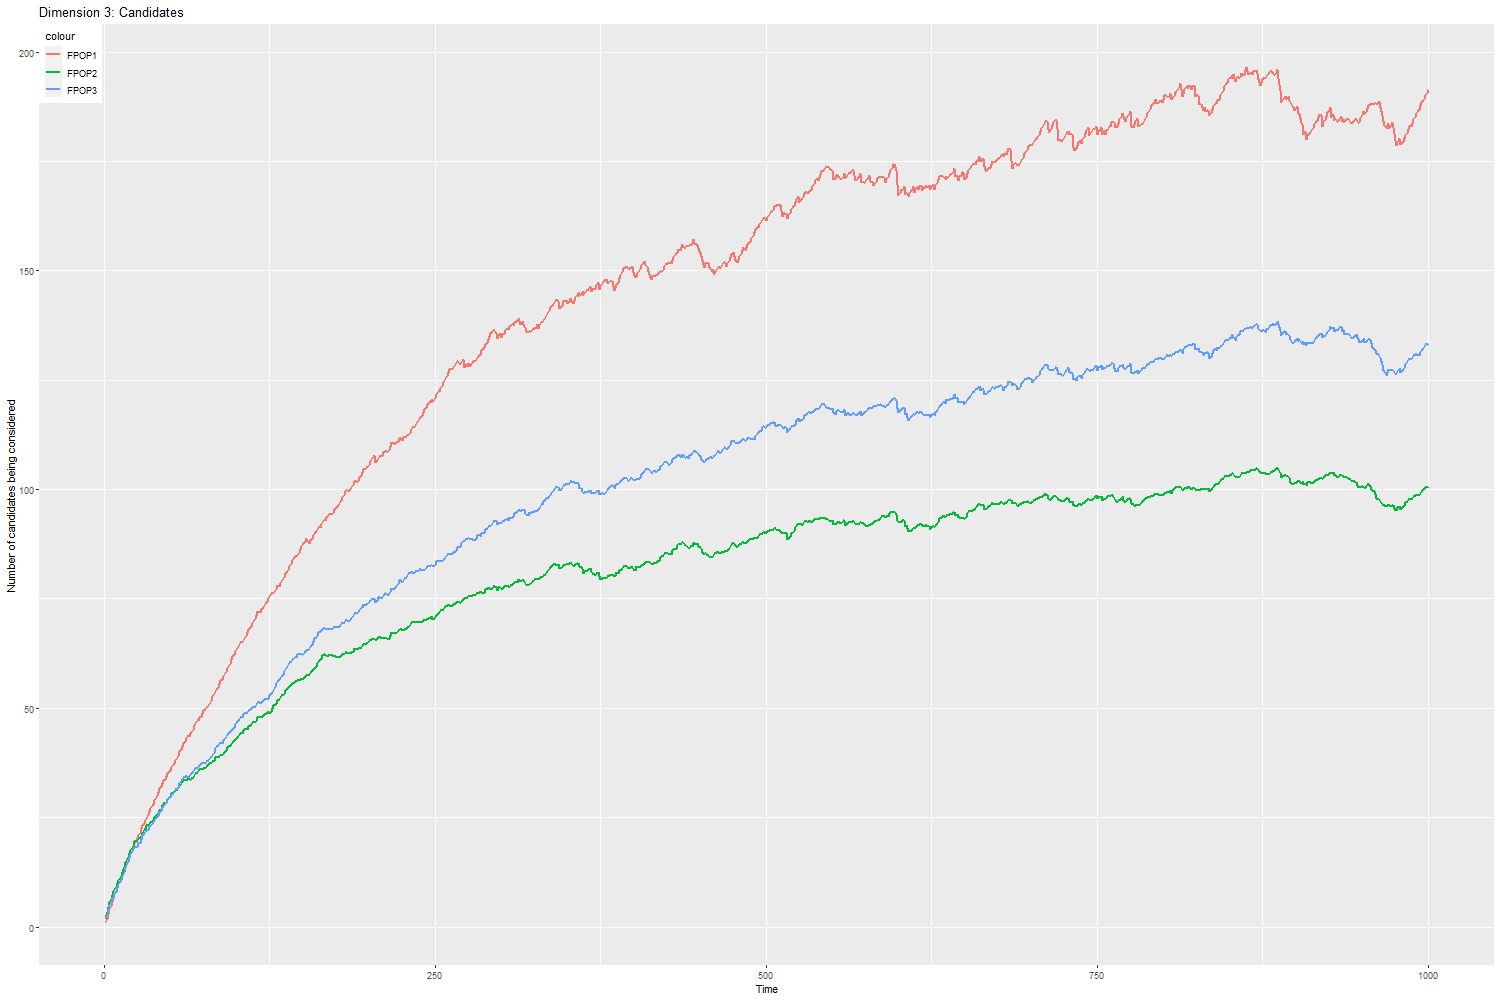 Dimension 3: Candidates
colour
FPOP1
FPOP2
FPOP3
200
150
100
50
0
Number of candidates being considered
0 250 500 750 1000
Time